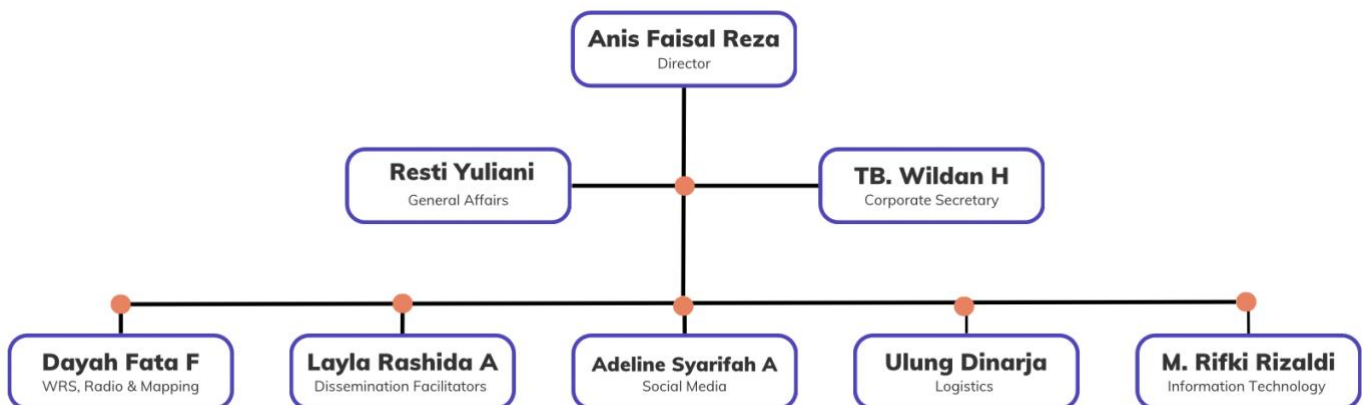 Anis Faisal Reza
Director
Resti Yuliani
General Affairs
TB. Wildan H
Corporate Secretary
Dayah Fata F
WRS, Radio & Mapping
Layla Rashida A
Dissemination Facilitators
Adeline Syarifah A
Social Media
Ulung Dinarja
Logistics
M. Rifki Rizaldi
Information Technology